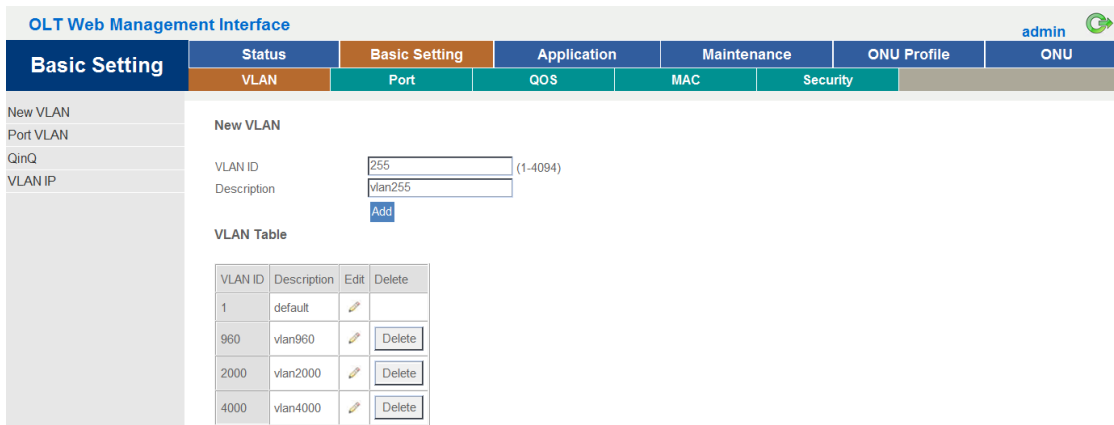 OLT Web Management Interface
admin
Basic Setting
Status Basic Setting Application Maintenance ONU Profile ONU
VLAN Port QOS MAC Security
New VLAN
Port VLAN
QinQ
VLAN IP
New VLAN
VLAN ID 255 (1-4094)
Description vlan255
Add
VLAN Table
VLAN ID Description Edit Delete
1 default
960 vlan960 Delete
2000 vlan2000 Delete
4000 vlan4000 Delete